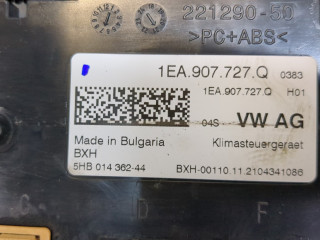 221290-50
>PC+ABS<
1EA.907.727.Q 0383
1EA.907.727.Q H01
04S VW AG
Made in Bulgaria Klimasteuergeraet
BXH
5HB 014 362-44 BXH-00110.11.2104341086
C D F